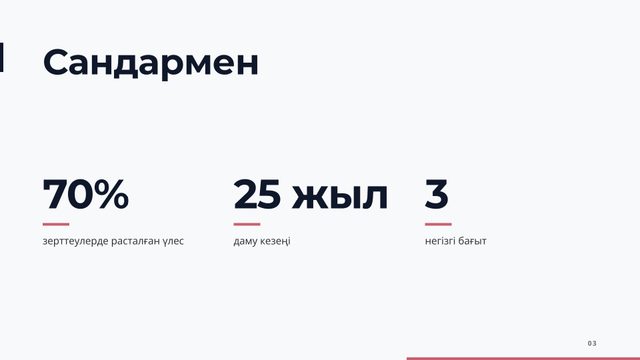 Сандармен
70%
25 жыл
3
зерттеулерде расталған үлес
даму кезеңі
негізгі бағыт
03